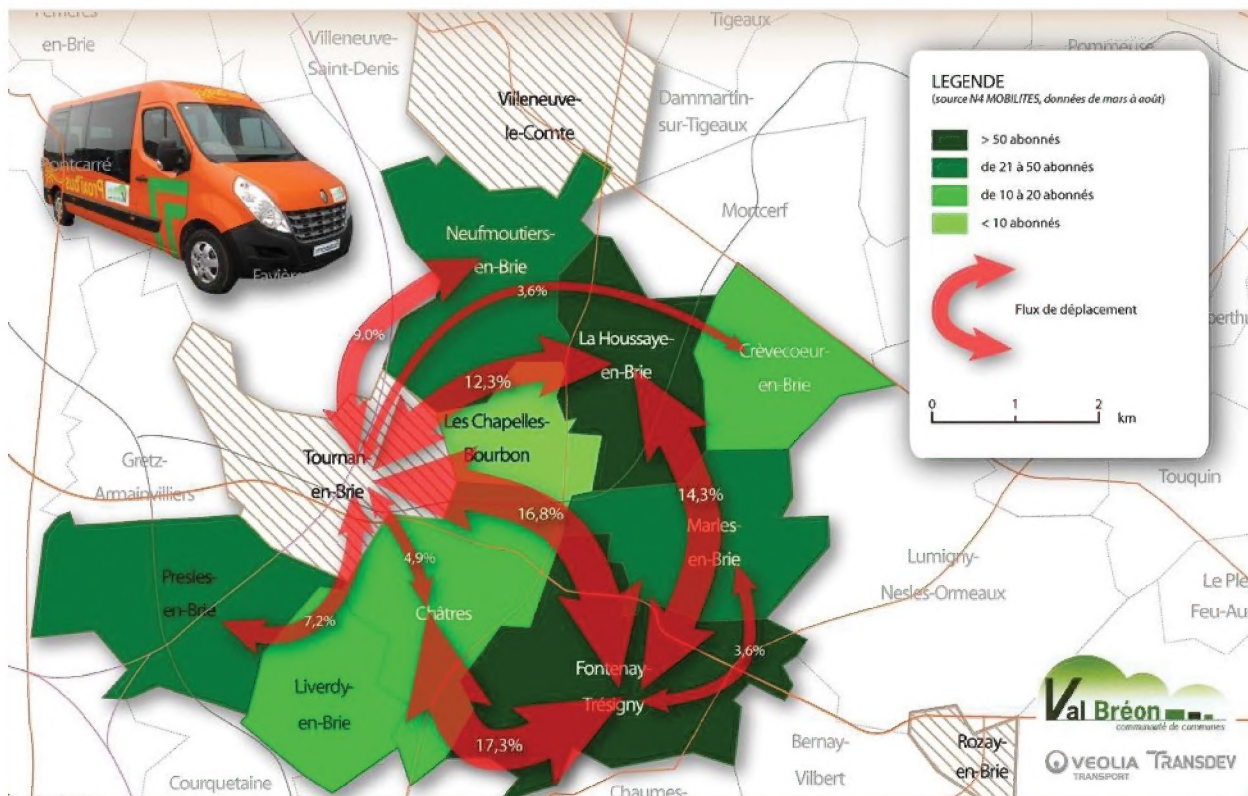 en-Brie
Villeneuve-
Saint-Denis
Tigeaux
Pommeuse
Villeneuve-
le-Comte
Dammartin-
sur-Tigeaux
LEGENDE
(source N4 MOBILITES, données de mars à août)
> 50 abonnés
de 21 à 50 abonnés
de 10 à 20 abonnés
< 10 abonnés
Flux de déplacement
0 1 2
km
Pontcarré
Proxi'bus
Favières
Mortcerf
Neufmoutiers-
en-Brie
3,6%
9.0%
La Houssaye-
en-Brie
Crèvecoeur-
en-Brie
12,3%
Les Chapelles-
Bourbon
Tournan-
en-Brie
Gretz-
Armainvilliers
Touquin
14,3%
16,8%
Marles-
en-Brie
4,9%
Lumigny-
Nesles-Ormeaux
Presles-
en-Brie
7,2%
Châtres
3,6%
Fontenay-
Trésigny
Liverdy-
en-Brie
17,3%
Le Ple
Feu-Au
Val Bréon
communauté de communes
Bernay-
Vilbert
Rozay-
en-Brie
VEOLIA
TRANSPORT
TRANSDEV
Courquetaine
Chaumes-